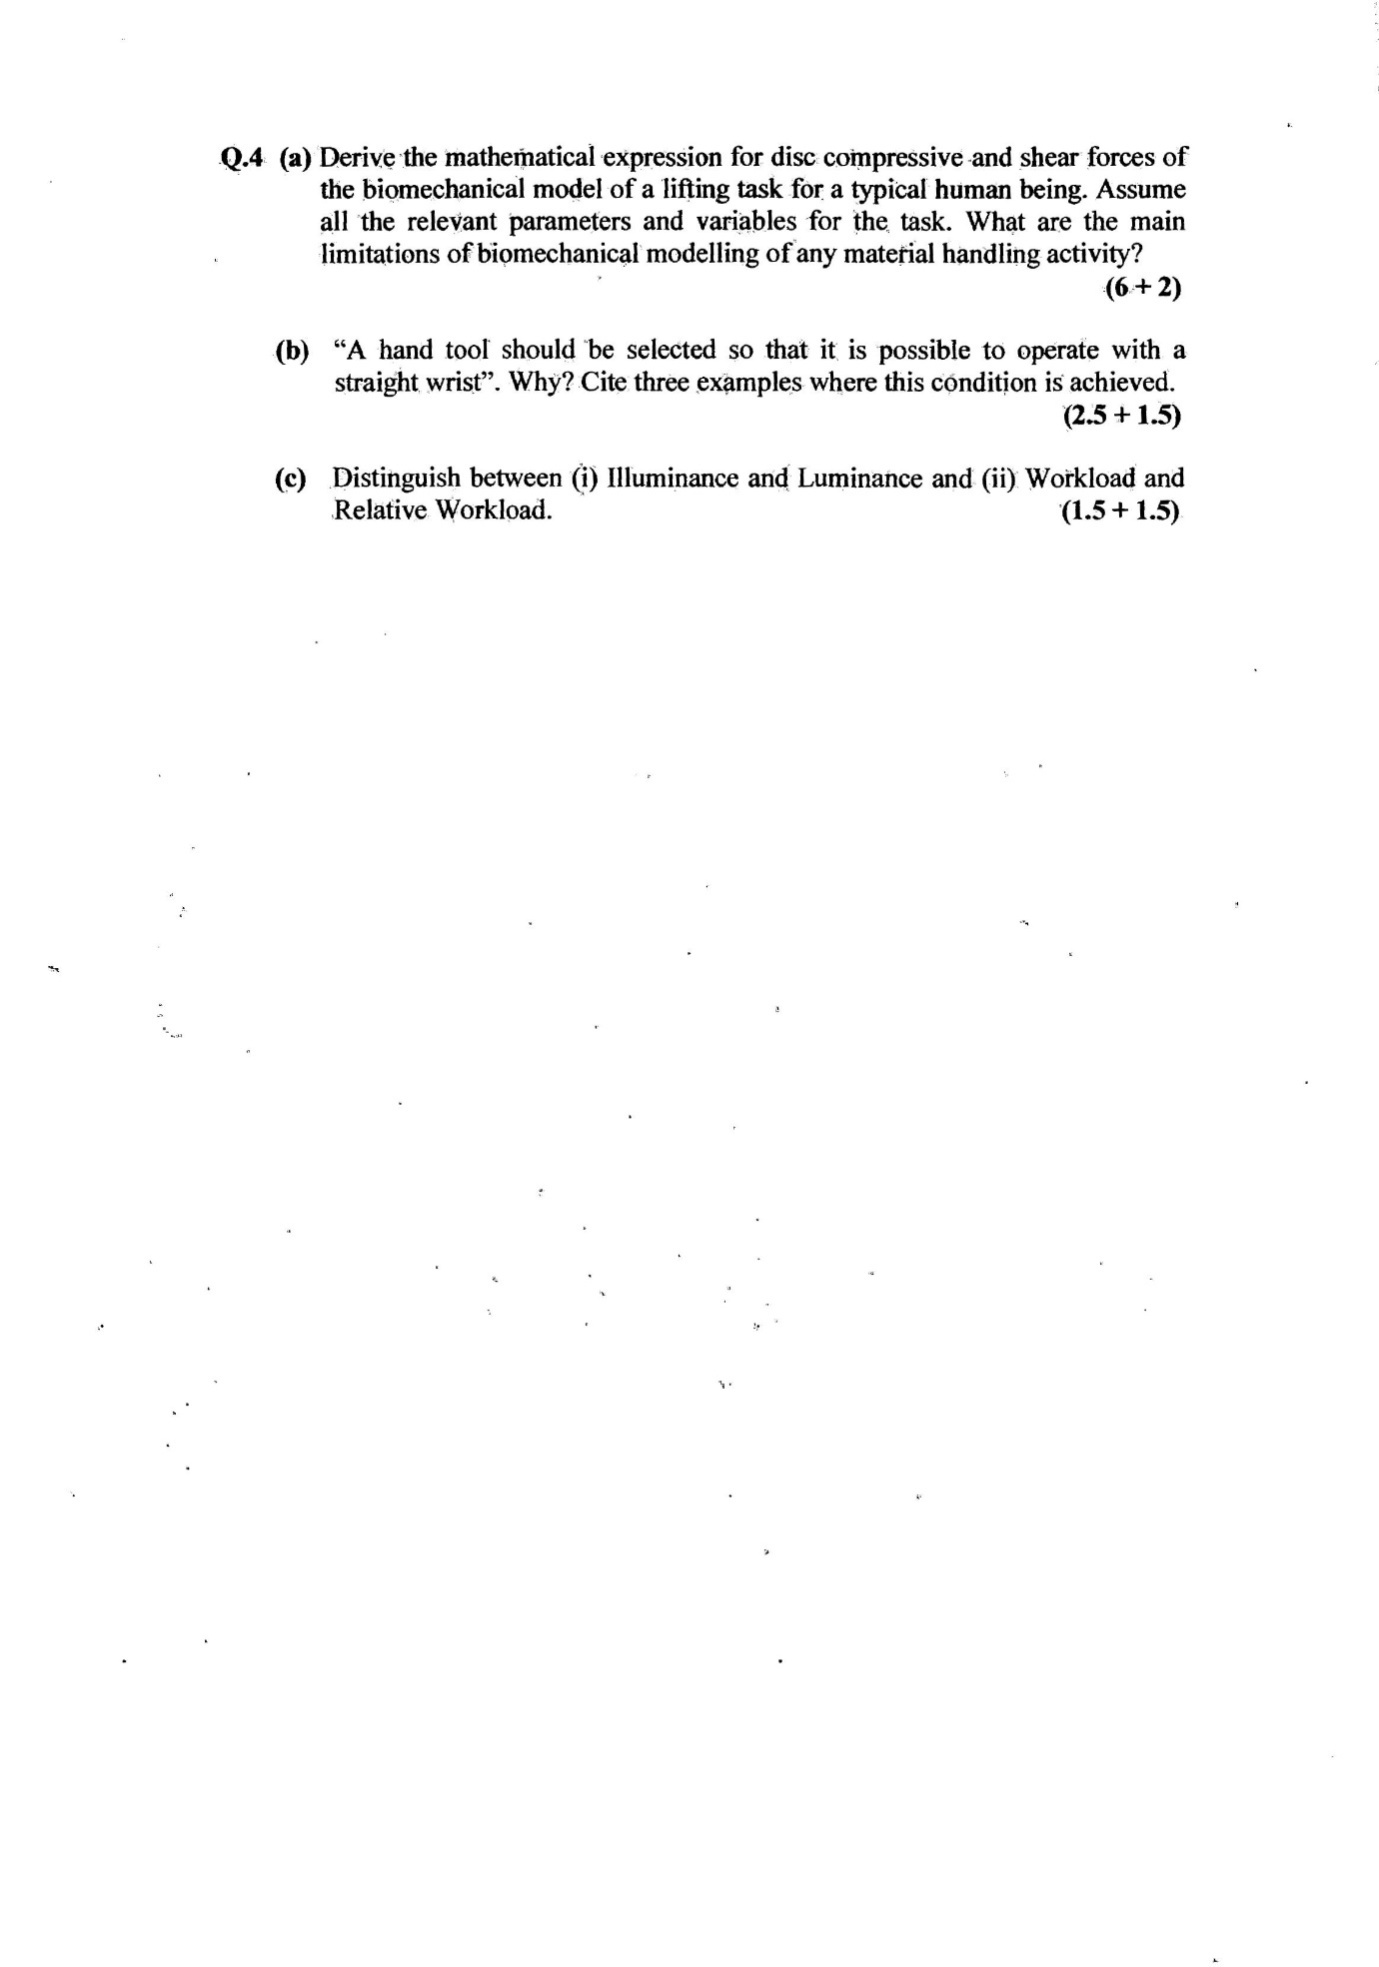 Q.4 (a) Derive the mathematical expression for disc compressive and shear forces of
the biomechanical model of a lifting task for a typical human being. Assume
all the relevant parameters and variables for the task. What are the main
limitations of biomechanical modelling of any material handling activity?
(6 + 2)
(b) “A hand tool should be selected so that it is possible to operate with a
straight wrist”. Why? Cite three examples where this condition is achieved.
(2.5 + 1.5)
(c) Distinguish between (i) Illuminance and Luminance and (ii) Workload and
Relative Workload. (1.5 + 1.5)